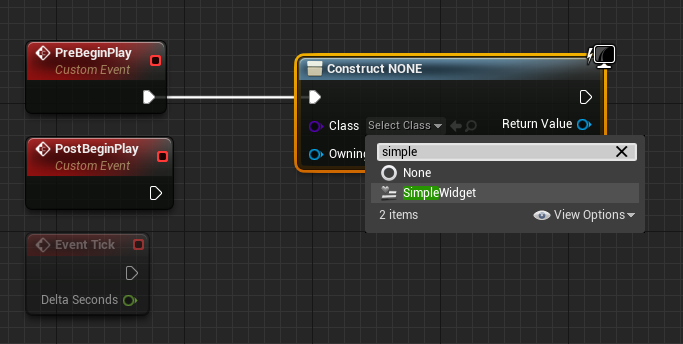 PreBeginPlay
Custom Event
Construct NONE
Class Select Class
Return Value
PostBeginPlay
Custom Event
simple
None
SimpleWidget
2 items
View Options
Event Tick
Delta Seconds